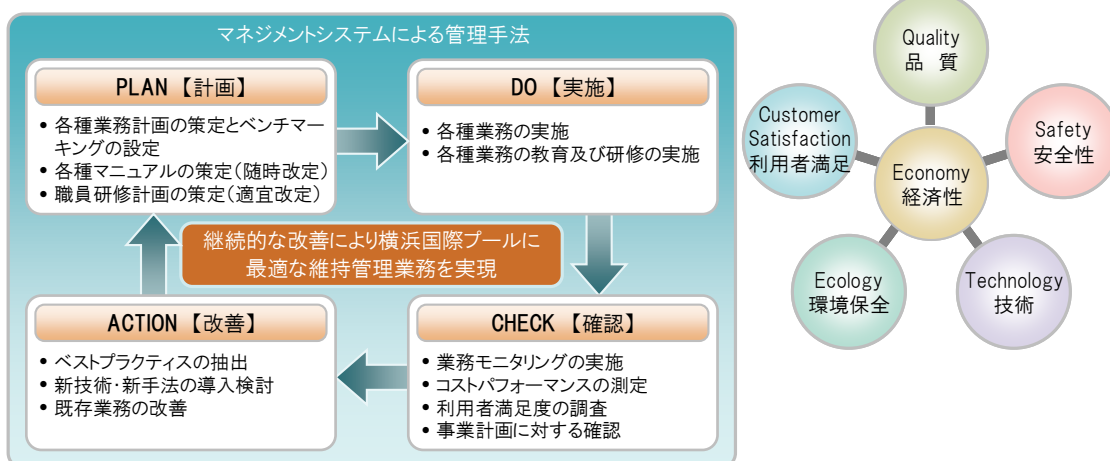 マネジメントシステムによる管理手法
PLAN 【計画】
• 各種業務計画の策定とベンチマー
キングの設定
• 各種マニュアルの策定(随時改定)
• 職員研修計画の策定(適宜改定)
DO 【実施】
• 各種業務の実施
• 各種業務の教育及び研修の実施
継続的な改善により横浜国際プールに
最適な維持管理業務を実現
ACTION 【改善】
• ベストプラクティスの抽出
• 新技術・新手法の導入検討
• 既存業務の改善
CHECK 【確認】
• 業務モニタリングの実施
• コストパフォーマンスの測定
• 利用者満足度の調査
• 事業計画に対する確認
Quality
品 質
Customer
Satisfaction
利用者満足
Safety
安全性
Economy
経済性
Ecology
環境保全
Technology
技術